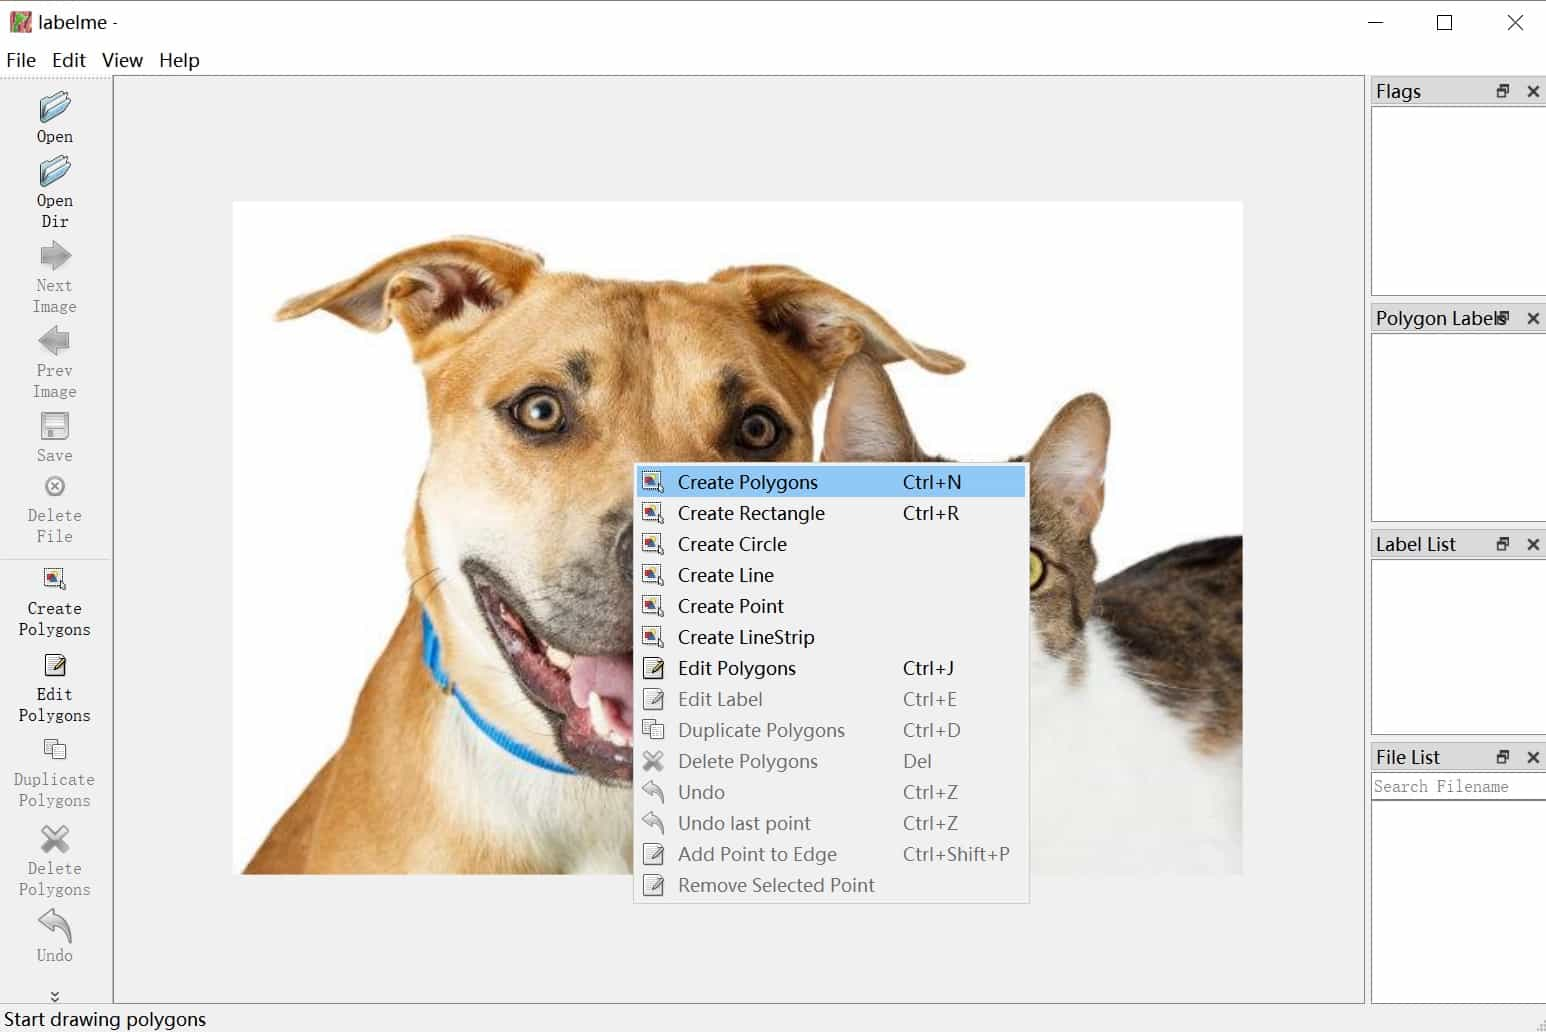 labelme -
File Edit View Help
Open
Open
Dir
Next
Image
Prev
Image
Save
Delete
File
Create
Polygons
Edit
Polygons
Duplicate
Polygons
Delete
Polygons
Undo
Create Polygons Ctrl+N
Create Rectangle Ctrl+R
Create Circle
Create Line
Create Point
Create LineStrip
Edit Polygons Ctrl+J
Edit Label Ctrl+E
Duplicate Polygons Ctrl+D
Delete Polygons Del
Undo Ctrl+Z
Undo last point Ctrl+Z
Add Point to Edge Ctrl+Shift+P
Remove Selected Point
Flags
Polygon Labels
Label List
File List
Search Filename
Start drawing polygons